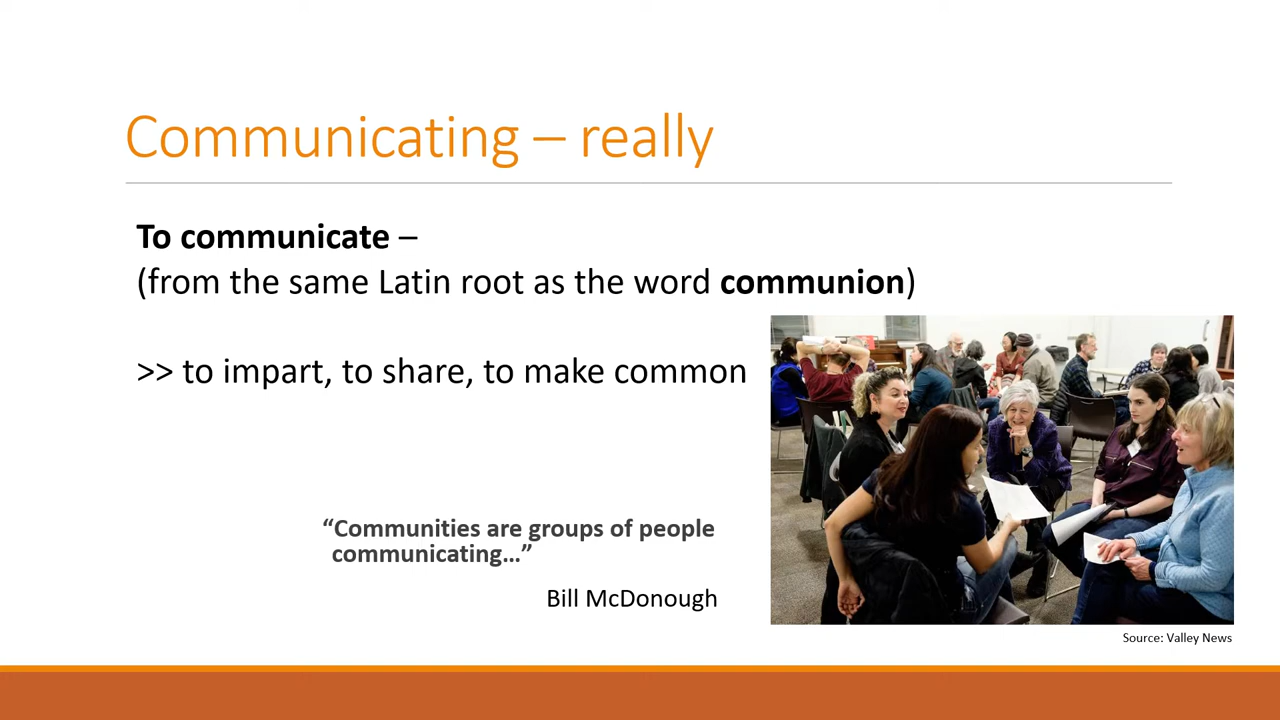 Communicating – really
To communicate –
(from the same Latin root as the word communion)
>> to impart, to share, to make common
“Communities are groups of people
communicating…”
Bill McDonough
Source: Valley News